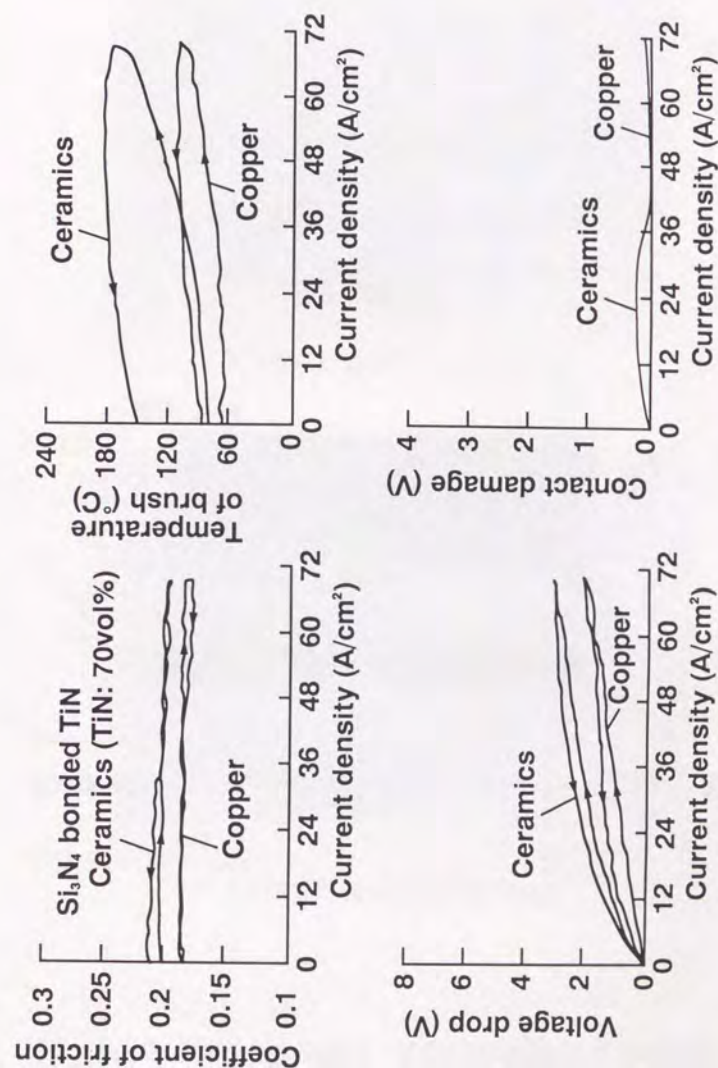 Coefficient of friction
0.3
0.25
0.2
0.15
0.1
Si₃N₄ bonded TiN
Ceramics (TiN: 70vol%)
Copper
0 12 24 36 48 60 72
Current density (A/cm²)
Temperature
of brush (°C)
240
180
120
60
0
Ceramics
Copper
0 12 24 36 48 60 72
Current density (A/cm²)
Voltage drop (V)
8
6
4
2
0
Ceramics
Copper
0 12 24 36 48 60 72
Current density (A/cm²)
Contact damage (V)
4
3
2
1
0
Ceramics
Copper
0 12 24 36 48 60 72
Current density (A/cm²)